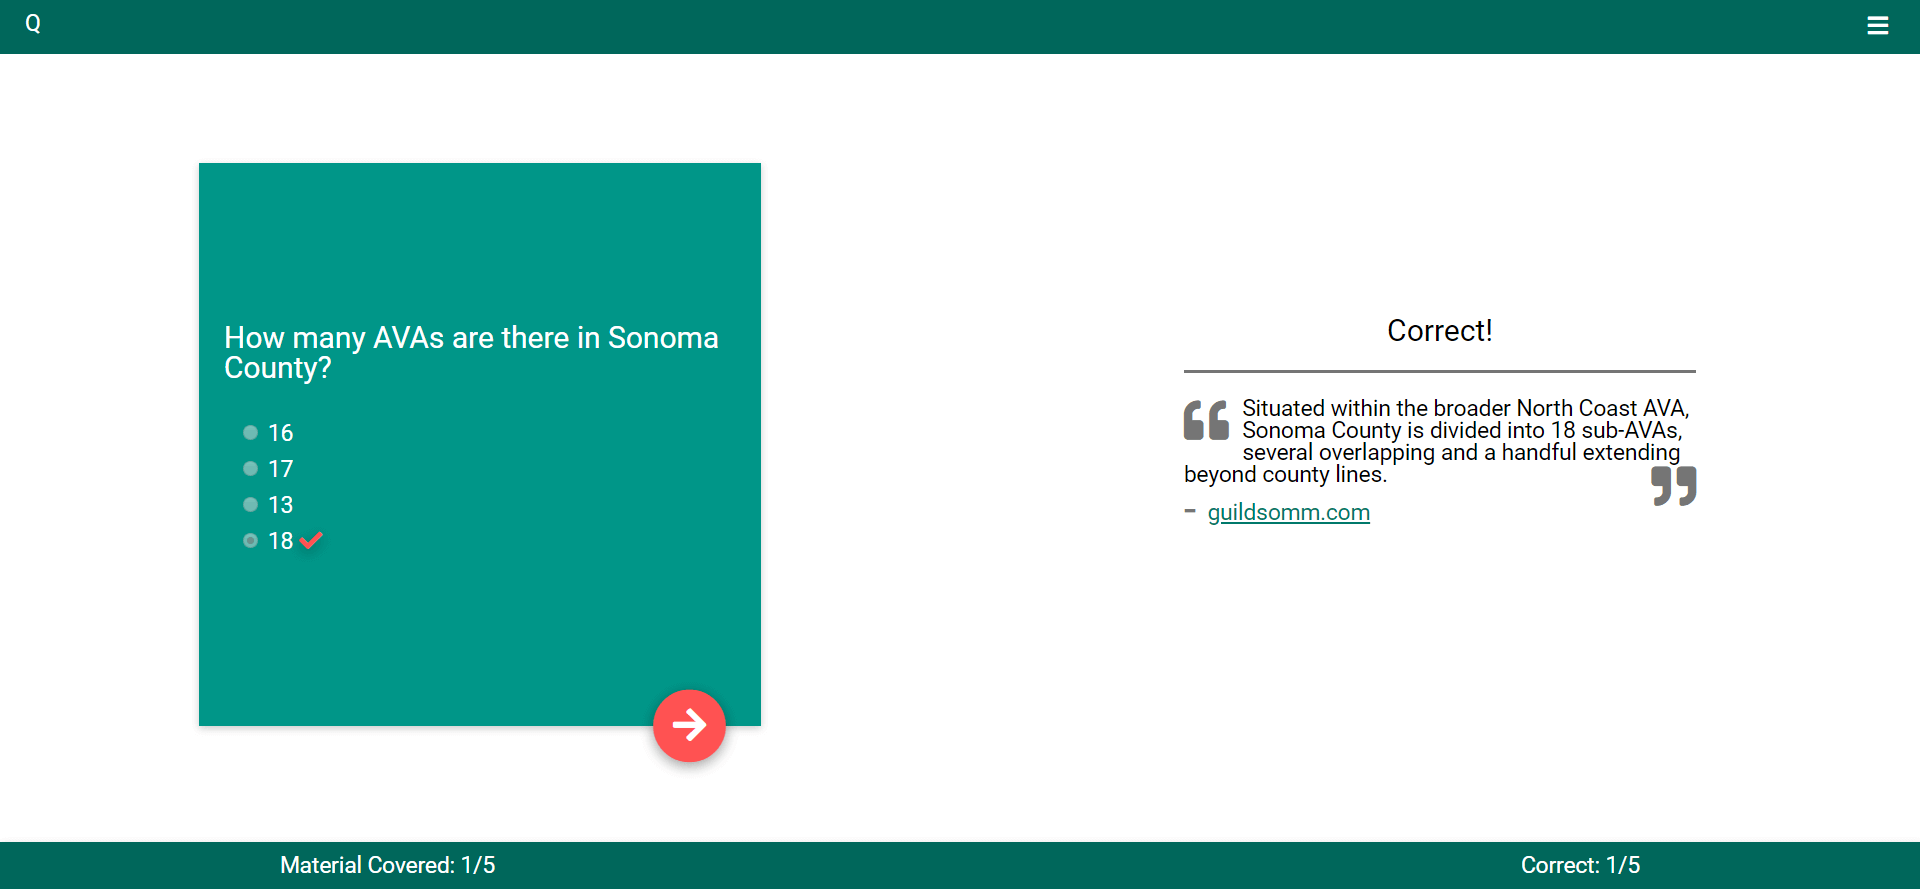 Q
How many AVAs are there in Sonoma
County?
16
17
13
18
Correct!
Situated within the broader North Coast AVA,
Sonoma County is divided into 18 sub-AVAs,
several overlapping and a handful extending
beyond county lines.
– guildsomm.com
Material Covered: 1/5
Correct: 1/5